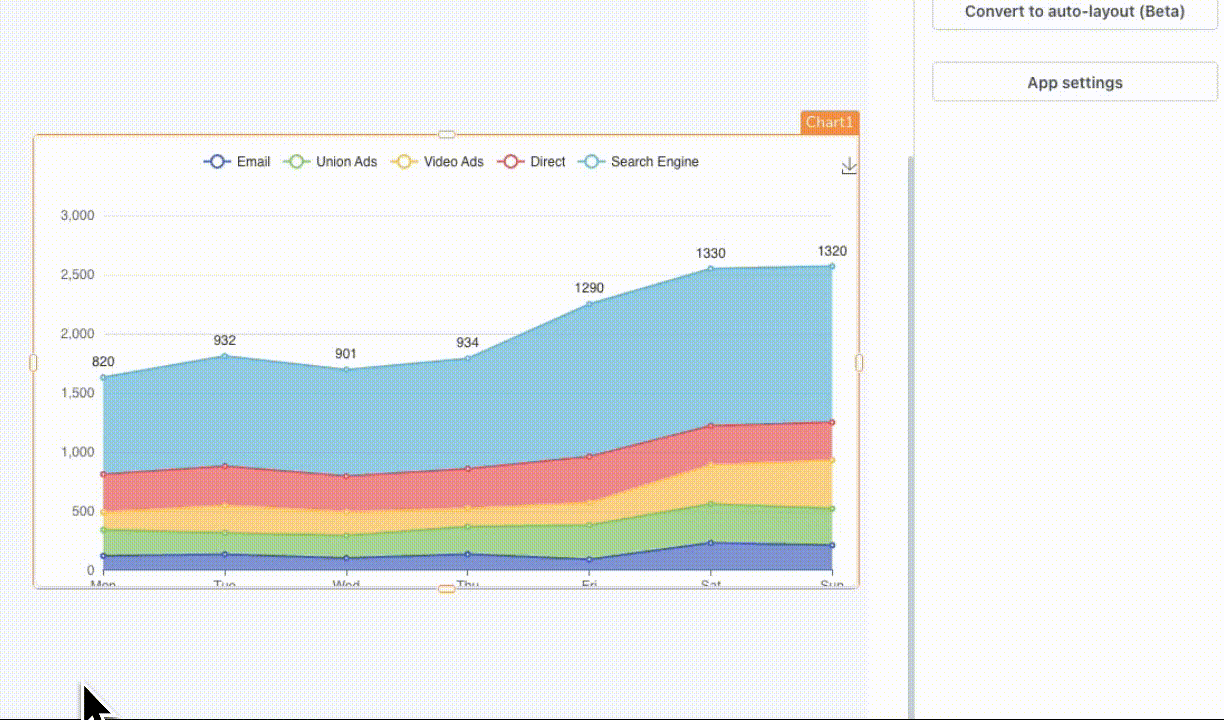 Convert to auto-layout (Beta)
App settings
Chart1
Email Union Ads Video Ads Direct Search Engine
3,000
2,500
2,000
1,500
1,000
500
0
820 932 901 934 1290 1330 1320
Mon Tue Wed Thu Fri Sat Sun